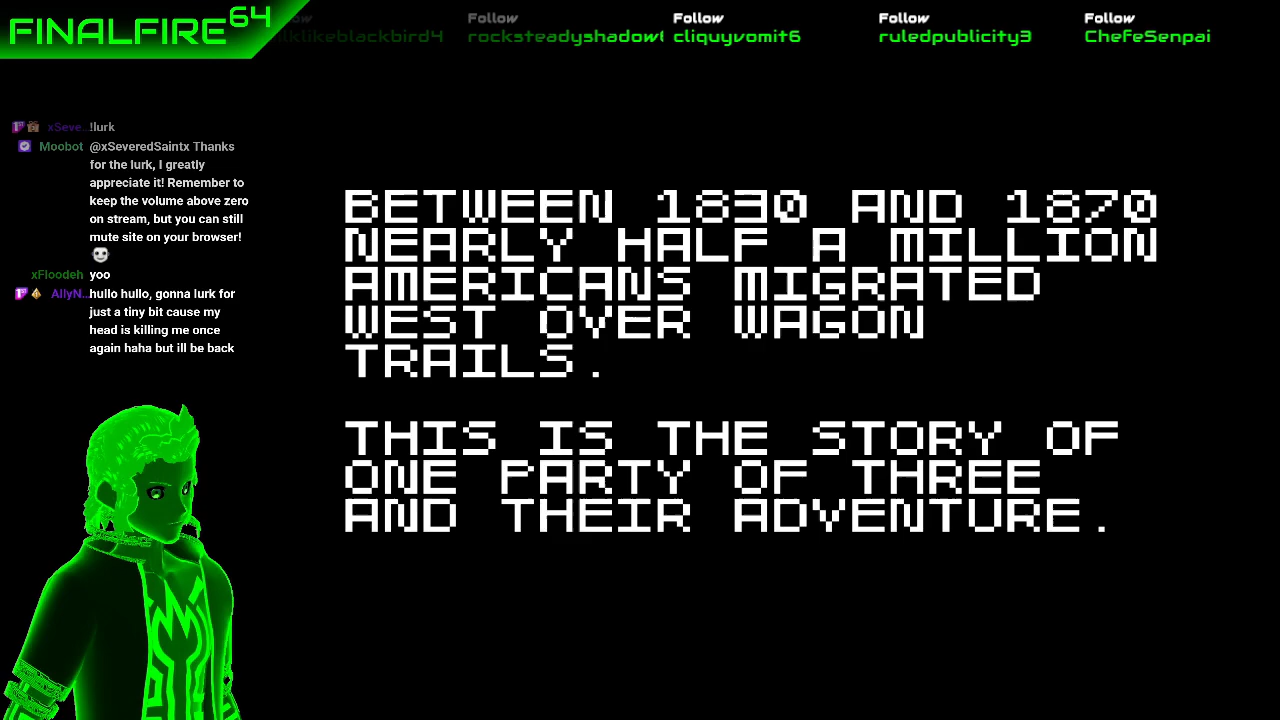 FINALFIRE64
Follow
Follow
Follow
Follow
rocksteadyshadow
cliquyvomit6
ruledpublicity3
ChefeSenpai
xSeve.. !lurk
Moobot @xSeveredSaintx Thanks
for the lurk, I greatly
appreciate it! Remember to
keep the volume above zero
on stream, but you can still
mute site on your browser!
xFloodeh yoo
AllyN.. hullo hullo, gonna lurk for
just a tiny bit cause my
head is killing me once
again haha but ill be back
BETWEEN 1830 AND 1870
NEARLY HALF A MILLION
AMERICANS MIGRATED
WEST OVER WAGON
TRAILS.
THIS IS THE STORY OF
ONE PARTY OF THREE
AND THEIR ADVENTURE.